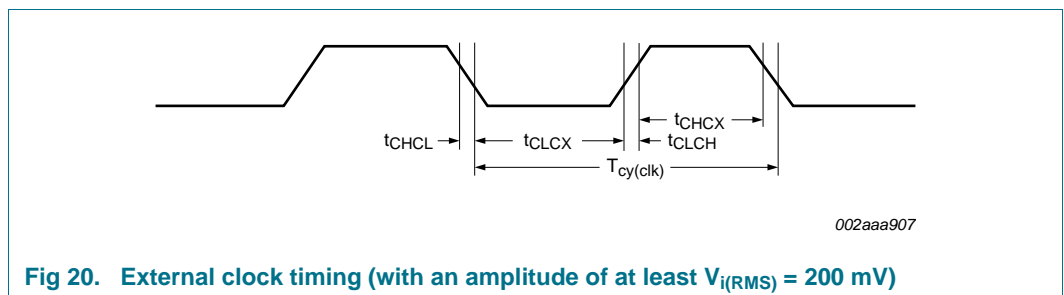 tCHCX
tCHCL tCLCX tCLCH
Tcy(clk)
002aaa907
Fig 20. External clock timing (with an amplitude of at least Vi(RMS) = 200 mV)